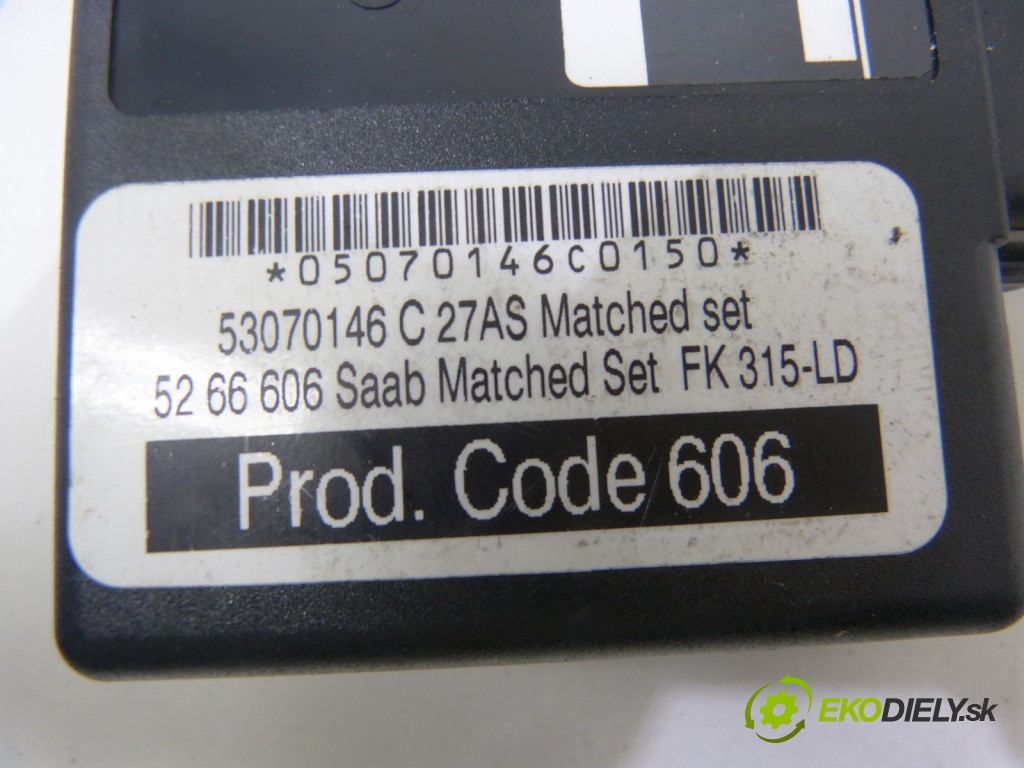 *05070146C0150*
53070146 C 27AS Matched set
52 66 606 Saab Matched Set FK 315-LD
Prod. Code 606
EKODIELY.sk